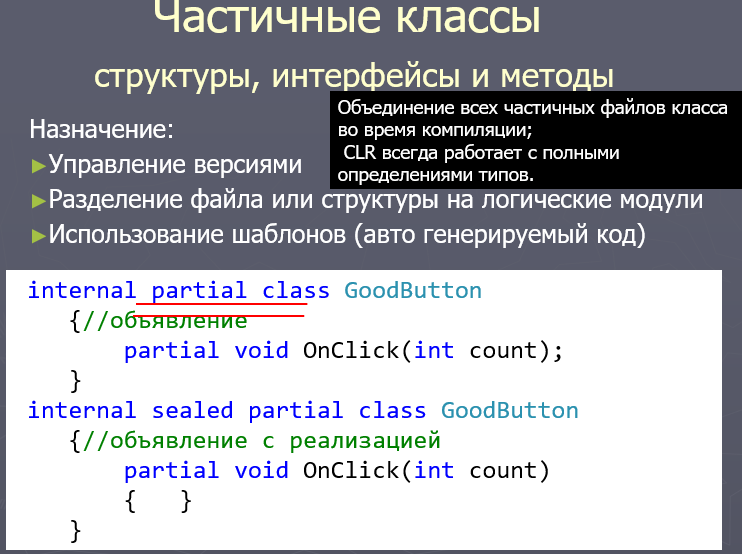 Частичные классы
структуры, интерфейсы и методы
Объединение всех частичных файлов класса
во время компиляции;
CLR всегда работает с полными
определениями типов.
Назначение:
►Управление версиями
►Разделение файла или структуры на логические модули
►Использование шаблонов (авто генерируемый код)
internal partial class GoodButton
{//объявление
partial void OnClick(int count);
}
internal sealed partial class GoodButton
{//объявление с реализацией
partial void OnClick(int count)
{ }
}